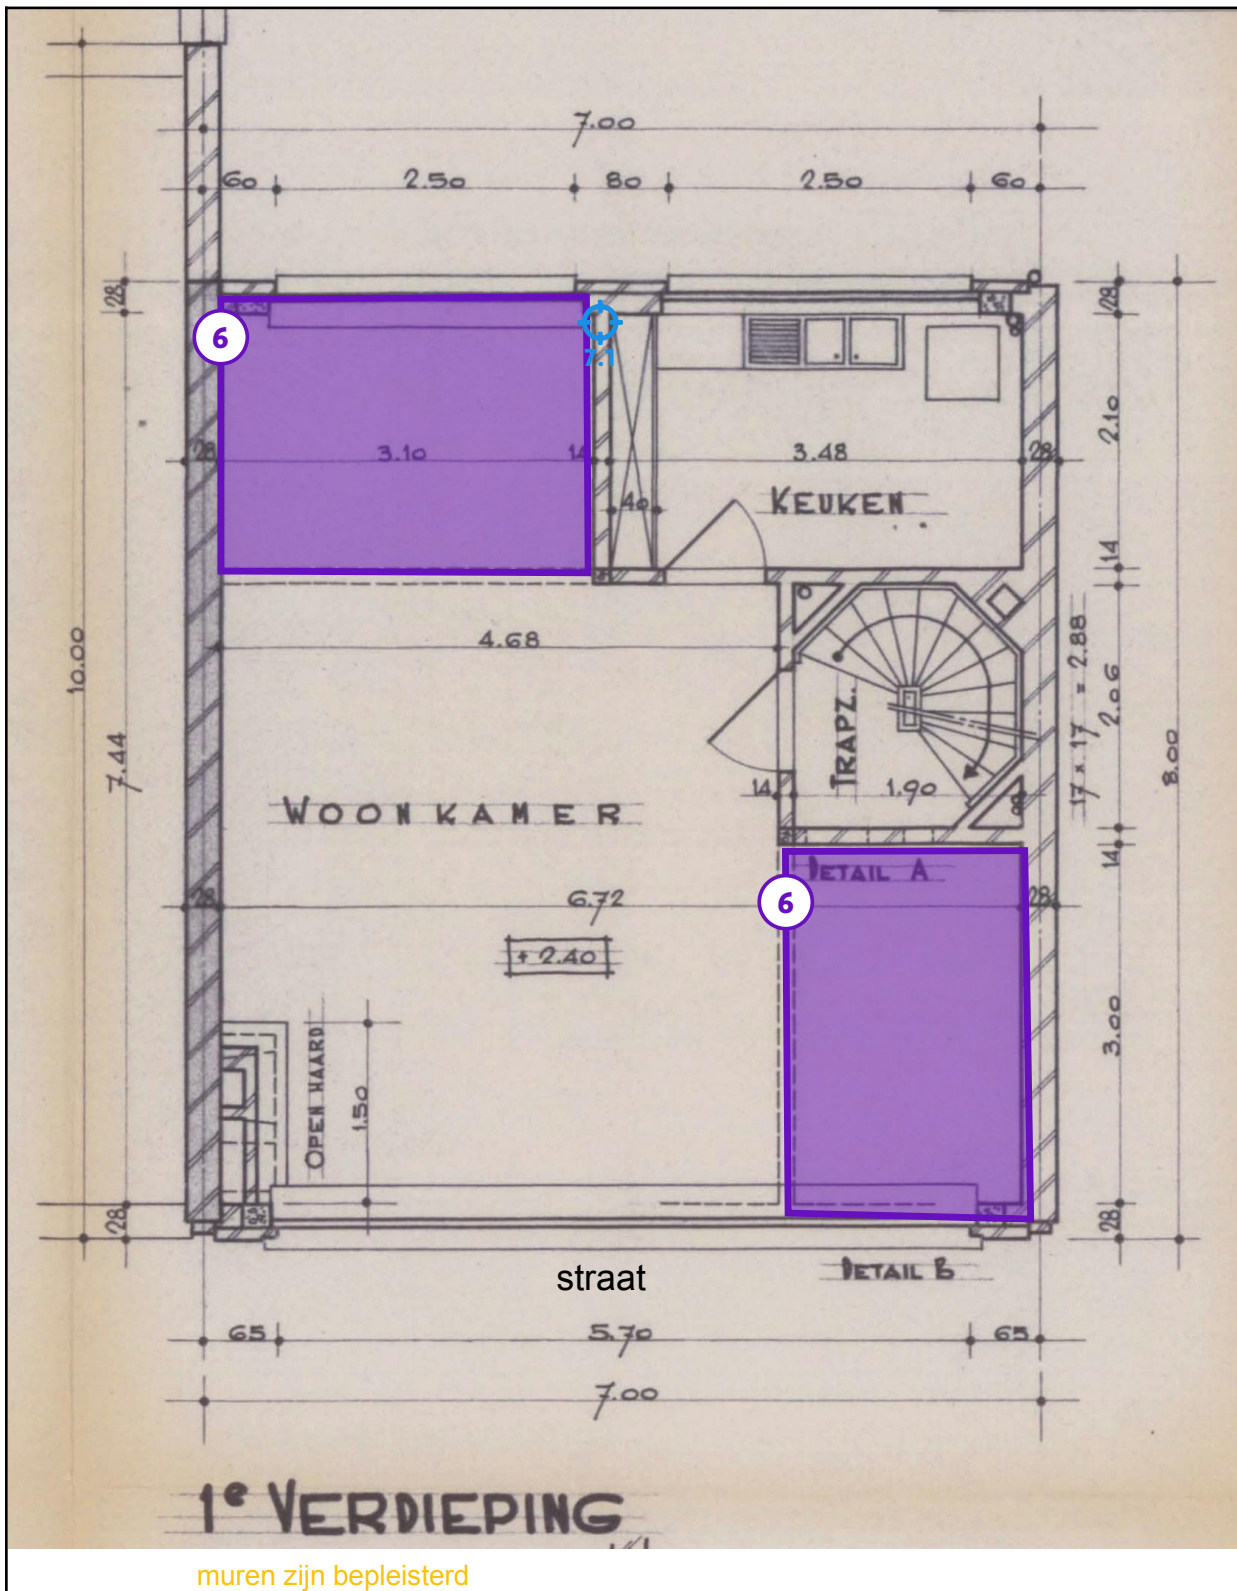 7.00
60 2.50 80 2.50 60
28
28
6
7.1
28 3.10 14 3.48 28
40
KEUKEN
2.10
14
4.68
10.00
7.44
TRAPZ.
17 x 17 = 2.88
2.06
8.00
14 1.90
WOONKAMER
14
DETAIL A
6
28 6.72 28
+ 2.40
OPEN HAARD
1.50
3.00
28
28
straat
DETAIL B
65 5.70 65
7.00
1e VERDIEPING
muren zijn bepleisterd